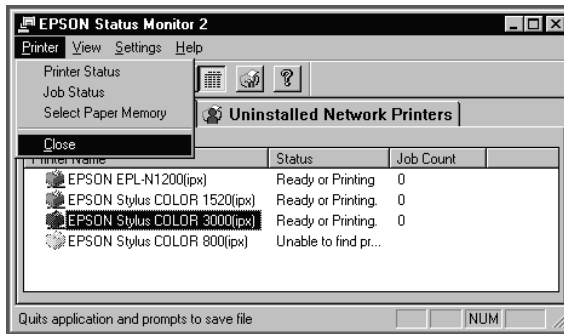 EPSON Status Monitor 2
Printer View Settings Help
Printer Status
Job Status
Select Paper Memory
Close
Uninstalled Network Printers
Printer Name Status Job Count
EPSON EPL-N1200(ipx) Ready or Printing 0
EPSON Stylus COLOR 1520(ipx) Ready or Printing. 0
EPSON Stylus COLOR 3000(ipx) Ready or Printing. 0
EPSON Stylus COLOR 800(ipx) Unable to find pr...
Quits application and prompts to save file NUM